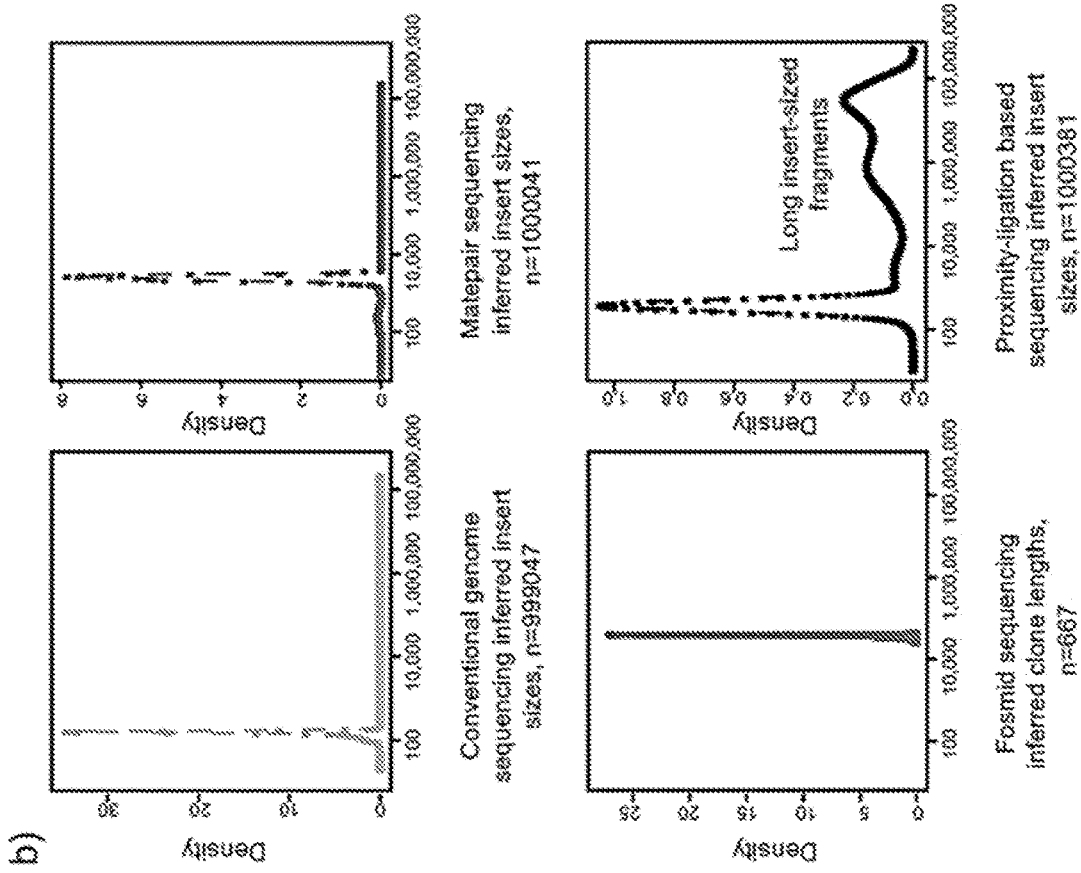 b)
Density
30
20
10
0
100
10,000
1,000,000
100,000,000
Conventional genome
sequencing inferred insert
sizes, n=999047
Density
8
6
4
2
0
100
10,000
1,000,000
100,000,000
Matepair sequencing
inferred insert sizes,
n=1000041
Density
25
20
15
10
5
0
100
10,000
1,000,000
100,000,000
Fosmid sequencing
inferred clone lengths,
n=667
Density
1.0
0.8
0.6
0.4
0.2
0.0
Long insert-sized
fragments
100
10,000
1,000,000
100,000,000
Proximity-ligation based
sequencing inferred insert
sizes, n=1000381